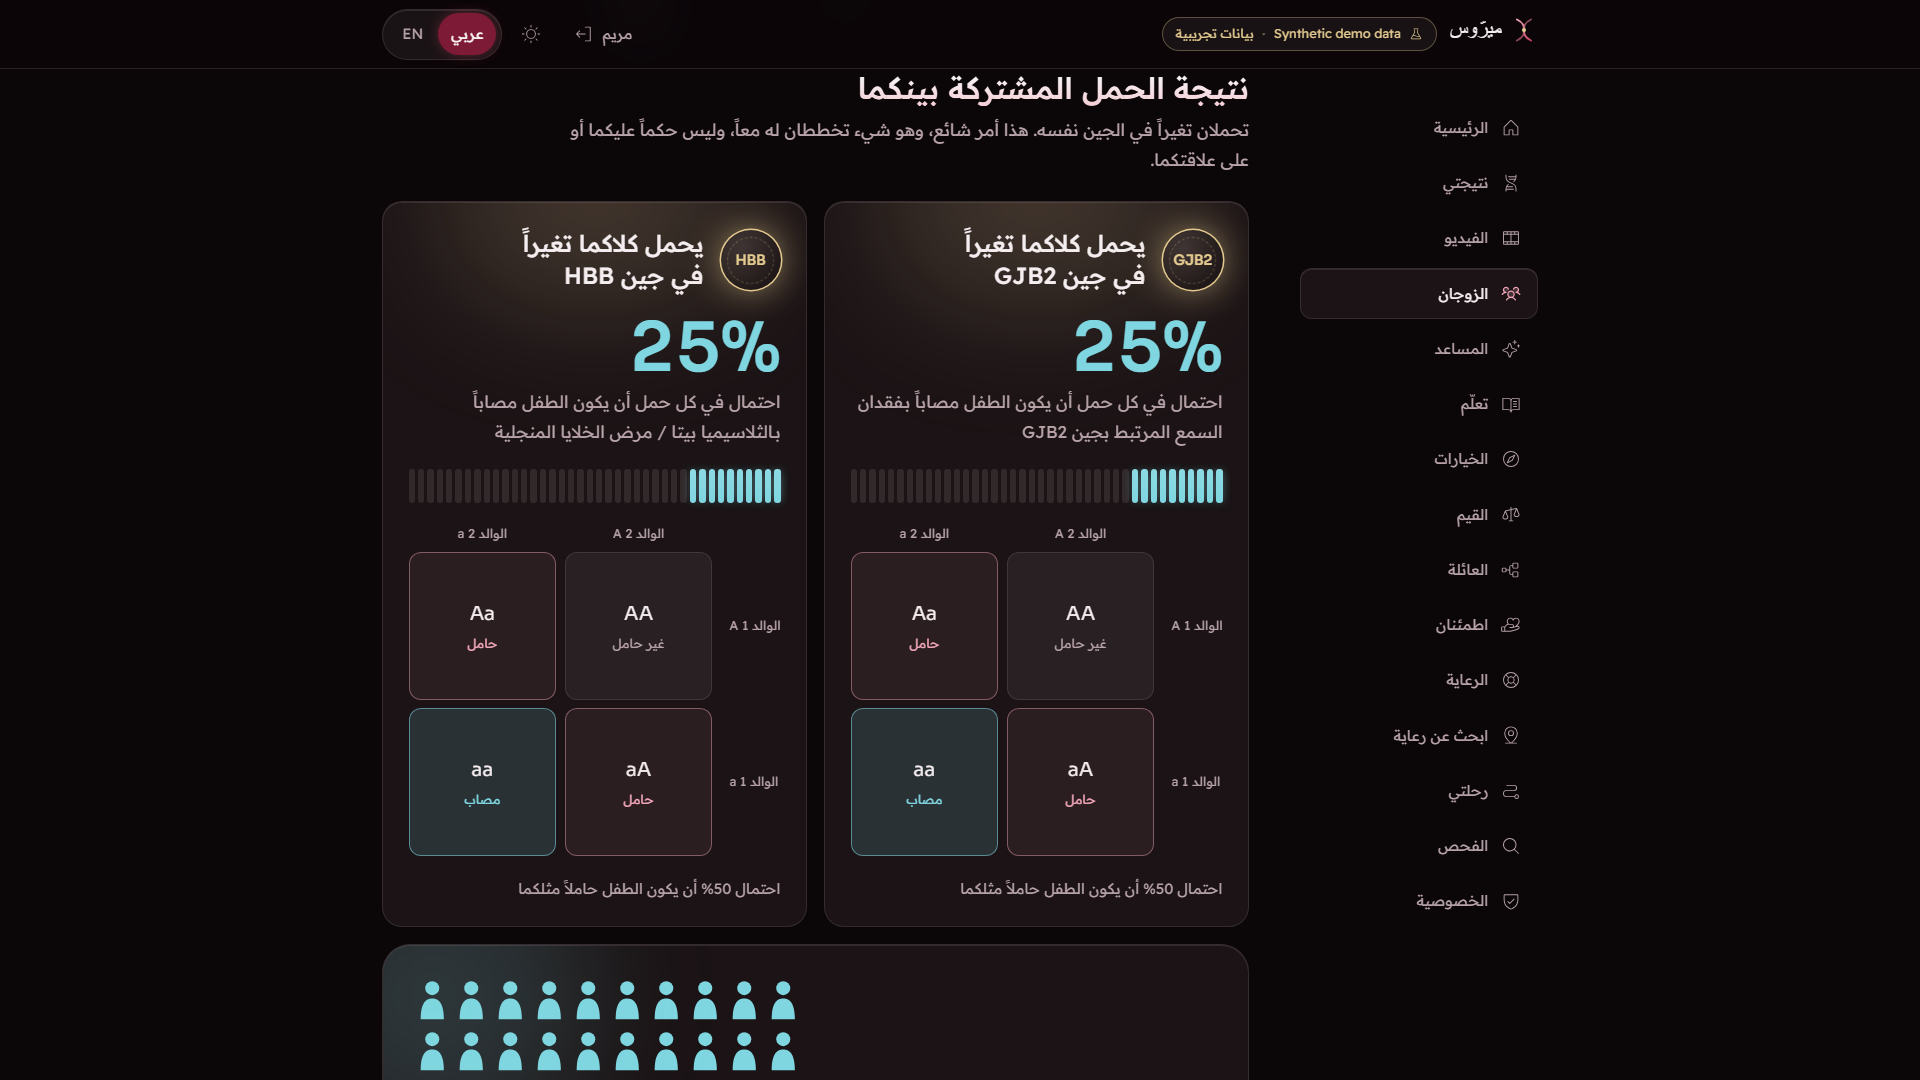 ميرّوس
Synthetic demo data · بيانات تجريبية
مريم
عربي
EN
الرئيسية
نتيجتي
الفيديو
الزوجان
المساعد
تعلّم
الخيارات
القيم
العائلة
اطمئنان
الرعاية
ابحث عن رعاية
رحلتي
الفحص
الخصوصية
نتيجة الحمل المشتركة بينكما
تحملان تغيراً في الجين نفسه. هذا أمر شائع، وهو شيء تخططان له معاً، وليس حكماً عليكما أو
على علاقتكما.
GJB2
يحمل كلاكما تغيراً
في جين GJB2
25%
احتمال في كل حمل أن يكون الطفل مصاباً بفقدان
السمع المرتبط بجين GJB2
الوالد 2 A
الوالد 2 a
الوالد 1 A
AA
غير حامل
Aa
حامل
الوالد 1 a
aA
حامل
aa
مصاب
احتمال 50% أن يكون الطفل حاملاً مثلكما
HBB
يحمل كلاكما تغيراً
في جين HBB
25%
احتمال في كل حمل أن يكون الطفل مصاباً
بالثلاسيميا بيتا / مرض الخلايا المنجلية
الوالد 2 A
الوالد 2 a
الوالد 1 A
AA
غير حامل
Aa
حامل
الوالد 1 a
aA
حامل
aa
مصاب
احتمال 50% أن يكون الطفل حاملاً مثلكما